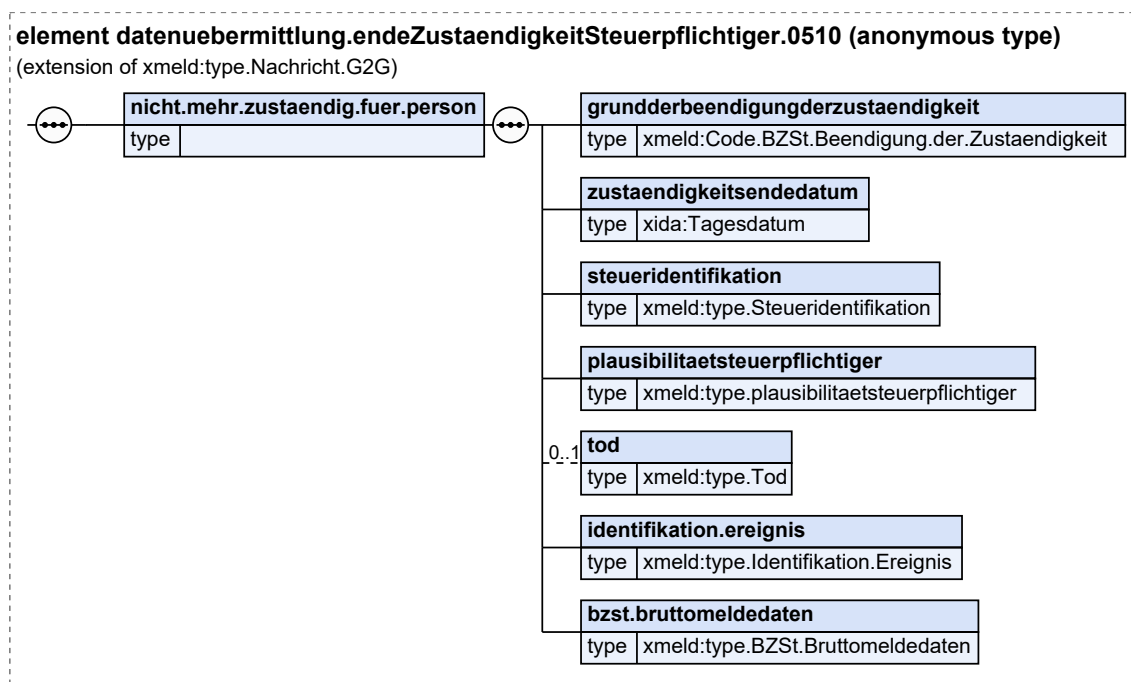 element datenuebermittlung.endeZustaendigkeitSteuerpflichtiger.0510 (anonymous type)
(extension of xmeld:type.Nachricht.G2G)
nicht.mehr.zustaendig.fuer.person
type
grundderbeendigungderzustaendigkeit
type xmeld:Code.BZSt.Beendigung.der.Zustaendigkeit
zustaendigkeitsendedatum
type xida:Tagesdatum
steueridentifikation
type xmeld:type.Steueridentifikation
plausibilitaetsteuerpflichtiger
type xmeld:type.plausibilitaetsteuerpflichtiger
0..1
tod
type xmeld:type.Tod
identifikation.ereignis
type xmeld:type.Identifikation.Ereignis
bzst.bruttomeldedaten
type xmeld:type.BZSt.Bruttomeldedaten